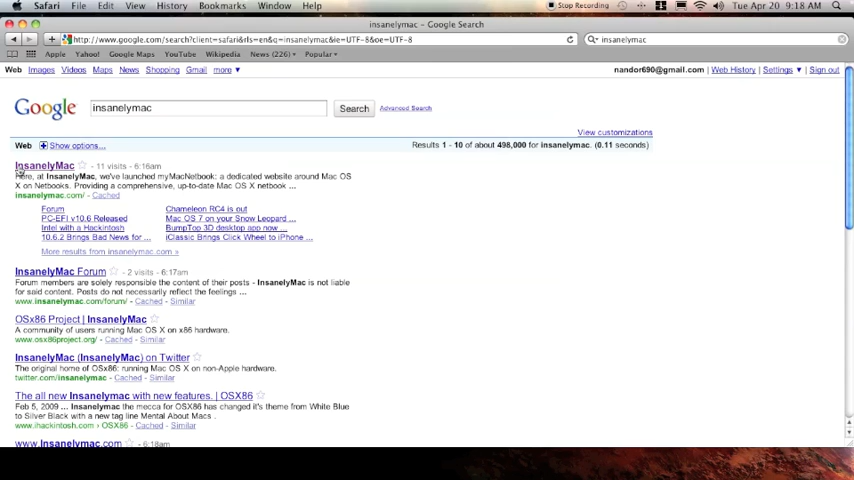 Safari File Edit View History Bookmarks Window Help Stop Recording Tue Apr 20 9:18 AM
insanelymac - Google Search
http://www.google.com/search?client=safari&rls=en&q=insanelymac&ie=UTF-8&oe=UTF-8 insanelymac
Apple Yahoo! Google Maps YouTube Wikipedia News (226) Popular
Web Images Videos Maps News Shopping Gmail more ▼ nandor690@gmail.com | Web History | Settings ▼ | Sign out
Google insanelymac Search Advanced Search
View customizations
Web Show options... Results 1 - 10 of about 498,000 for insanelymac. (0.11 seconds)
InsanelyMac - 11 visits - 6:16am
Here, at InsanelyMac, we've launched myMacNetbook: a dedicated website around Mac OS
X on Netbooks. Providing a comprehensive, up-to-date Mac OS X netbook ...
insanelymac.com/ - Cached
Forum Chameleon RC4 is out
PC-EFI v10.6 Released Mac OS 7 on your Snow Leopard ...
Intel with a Hackintosh BumpTop 3D desktop app now ...
10.6.2 Brings Bad News for ... iClassic Brings Click Wheel to iPhone ...
More results from insanelymac.com »
InsanelyMac Forum - 2 visits - 6:17am
Forum members are solely responsible the content of their posts - InsanelyMac is not liable
for said content. Posts do not necessarily reflect the feelings ...
www.insanelymac.com/forum/ - Cached - Similar
OSx86 Project | InsanelyMac
A community of users running Mac OS X on x86 hardware.
www.osx86project.org/ - Cached - Similar
InsanelyMac (InsanelyMac) on Twitter
The original home of OSx86: running Mac OS X on non-Apple hardware.
twitter.com/insanelymac - Cached - Similar
The all new Insanelymac with new features. | OSX86
Feb 5, 2009 ... Insanelymac the mecca for OSX86 has changed it's theme from White Blue
to Silver Black with a new tag line Mental About Macs .
www.ihackintosh.com › OSX86 - Cached - Similar
www.Insanelymac.com - 6:18am